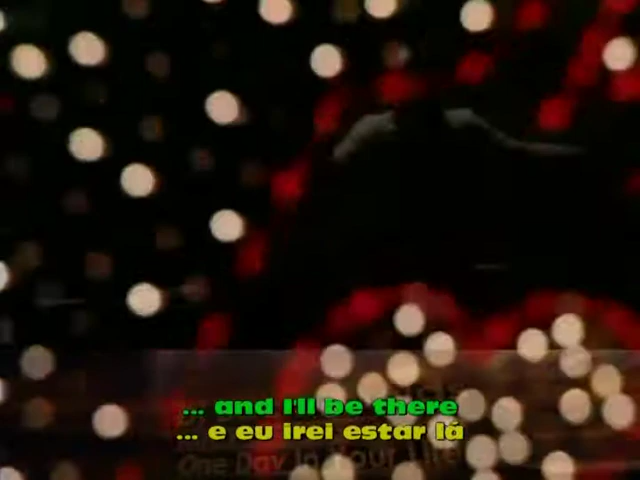 ... and I'll be there
... e eu irei estar lá
One Day In Your Life